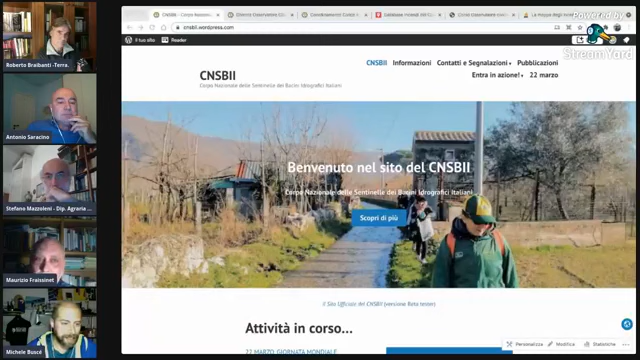 Roberto Braibanti -Terra.
Antonio Saracino
Stefano Mazzoleni - Dip. Agraria ...
Maurizio Fraissinet
Michele Buscè
cnsbii.wordpress.com
Il tuo sito
Reader
Powered by
StreamYard
CNSBII
Corpo Nazionale delle Sentinelle dei Bacini Idrografici Italiani
CNSBII Informazioni Contatti e Segnalazioni Pubblicazioni
Entra in azione! 22 marzo
Benvenuto nel sito del CNSBII
Corpo Nazionale delle Sentinelle dei Bacini Idrografici Italiani
Scopri di più
Il Sito Ufficiale del CNSBII (versione Beta tester)
Attività in corso...
22 MARZO, GIORNATA MONDIALE
Personalizza Modifica Statistiche